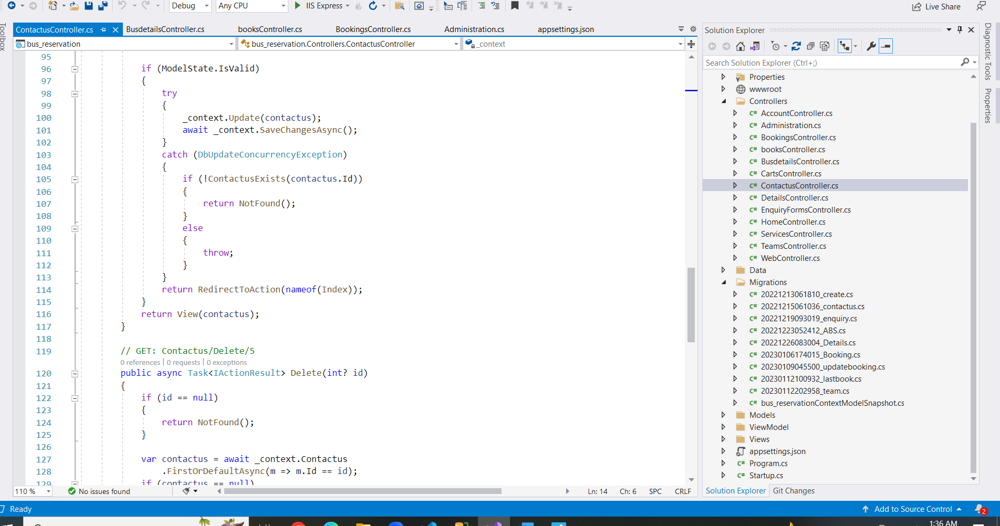 Debug
Any CPU
IIS Express
Live Share
Toolbox
ContactusController.cs
BusdetailsController.cs
booksController.cs
BookingsController.cs
Administration.cs
appsettings.json
bus_reservation
bus_reservation.Controllers.ContactusController
_context
95
96 if (ModelState.IsValid)
97 {
98 try
99 {
100 _context.Update(contactus);
101 await _context.SaveChangesAsync();
102 }
103 catch (DbUpdateConcurrencyException)
104 {
105 if (!ContactusExists(contactus.Id))
106 {
107 return NotFound();
108 }
109 else
110 {
111 throw;
112 }
113 }
114 return RedirectToAction(nameof(Index));
115 }
116 return View(contactus);
117 }
118
119 // GET: Contactus/Delete/5
0 references | 0 requests | 0 exceptions
120 public async Task<IActionResult> Delete(int? id)
121 {
122 if (id == null)
123 {
124 return NotFound();
125 }
126
127 var contactus = await _context.Contactus
128 .FirstOrDefaultAsync(m => m.Id == id);
129 if (contactus == null)
110 %
No issues found
Ln: 14
Ch: 6
SPC
CRLF
Solution Explorer
Search Solution Explorer (Ctrl+;)
Properties
wwwroot
Controllers
C# AccountController.cs
C# Administration.cs
C# BookingsController.cs
C# booksController.cs
C# BusdetailsController.cs
C# CartsController.cs
C# ContactusController.cs
C# DetailsController.cs
C# EnquiryFormsController.cs
C# HomeController.cs
C# ServicesController.cs
C# TeamsController.cs
C# WebController.cs
Data
Migrations
C# 20221213061810_create.cs
C# 20221215061036_contactus.cs
C# 20221219093019_enquiry.cs
C# 20221223052412_ABS.cs
C# 20221226083004_Details.cs
C# 20230106174015_Booking.cs
C# 20230109045500_updatebooking.cs
C# 20230112100932_lastbook.cs
C# 20230112202958_team.cs
C# bus_reservationContextModelSnapshot.cs
Models
ViewModel
Views
appsettings.json
C# Program.cs
C# Startup.cs
Solution Explorer
Git Changes
Diagnostic Tools
Properties
Ready
Add to Source Control
2
1:36 AM